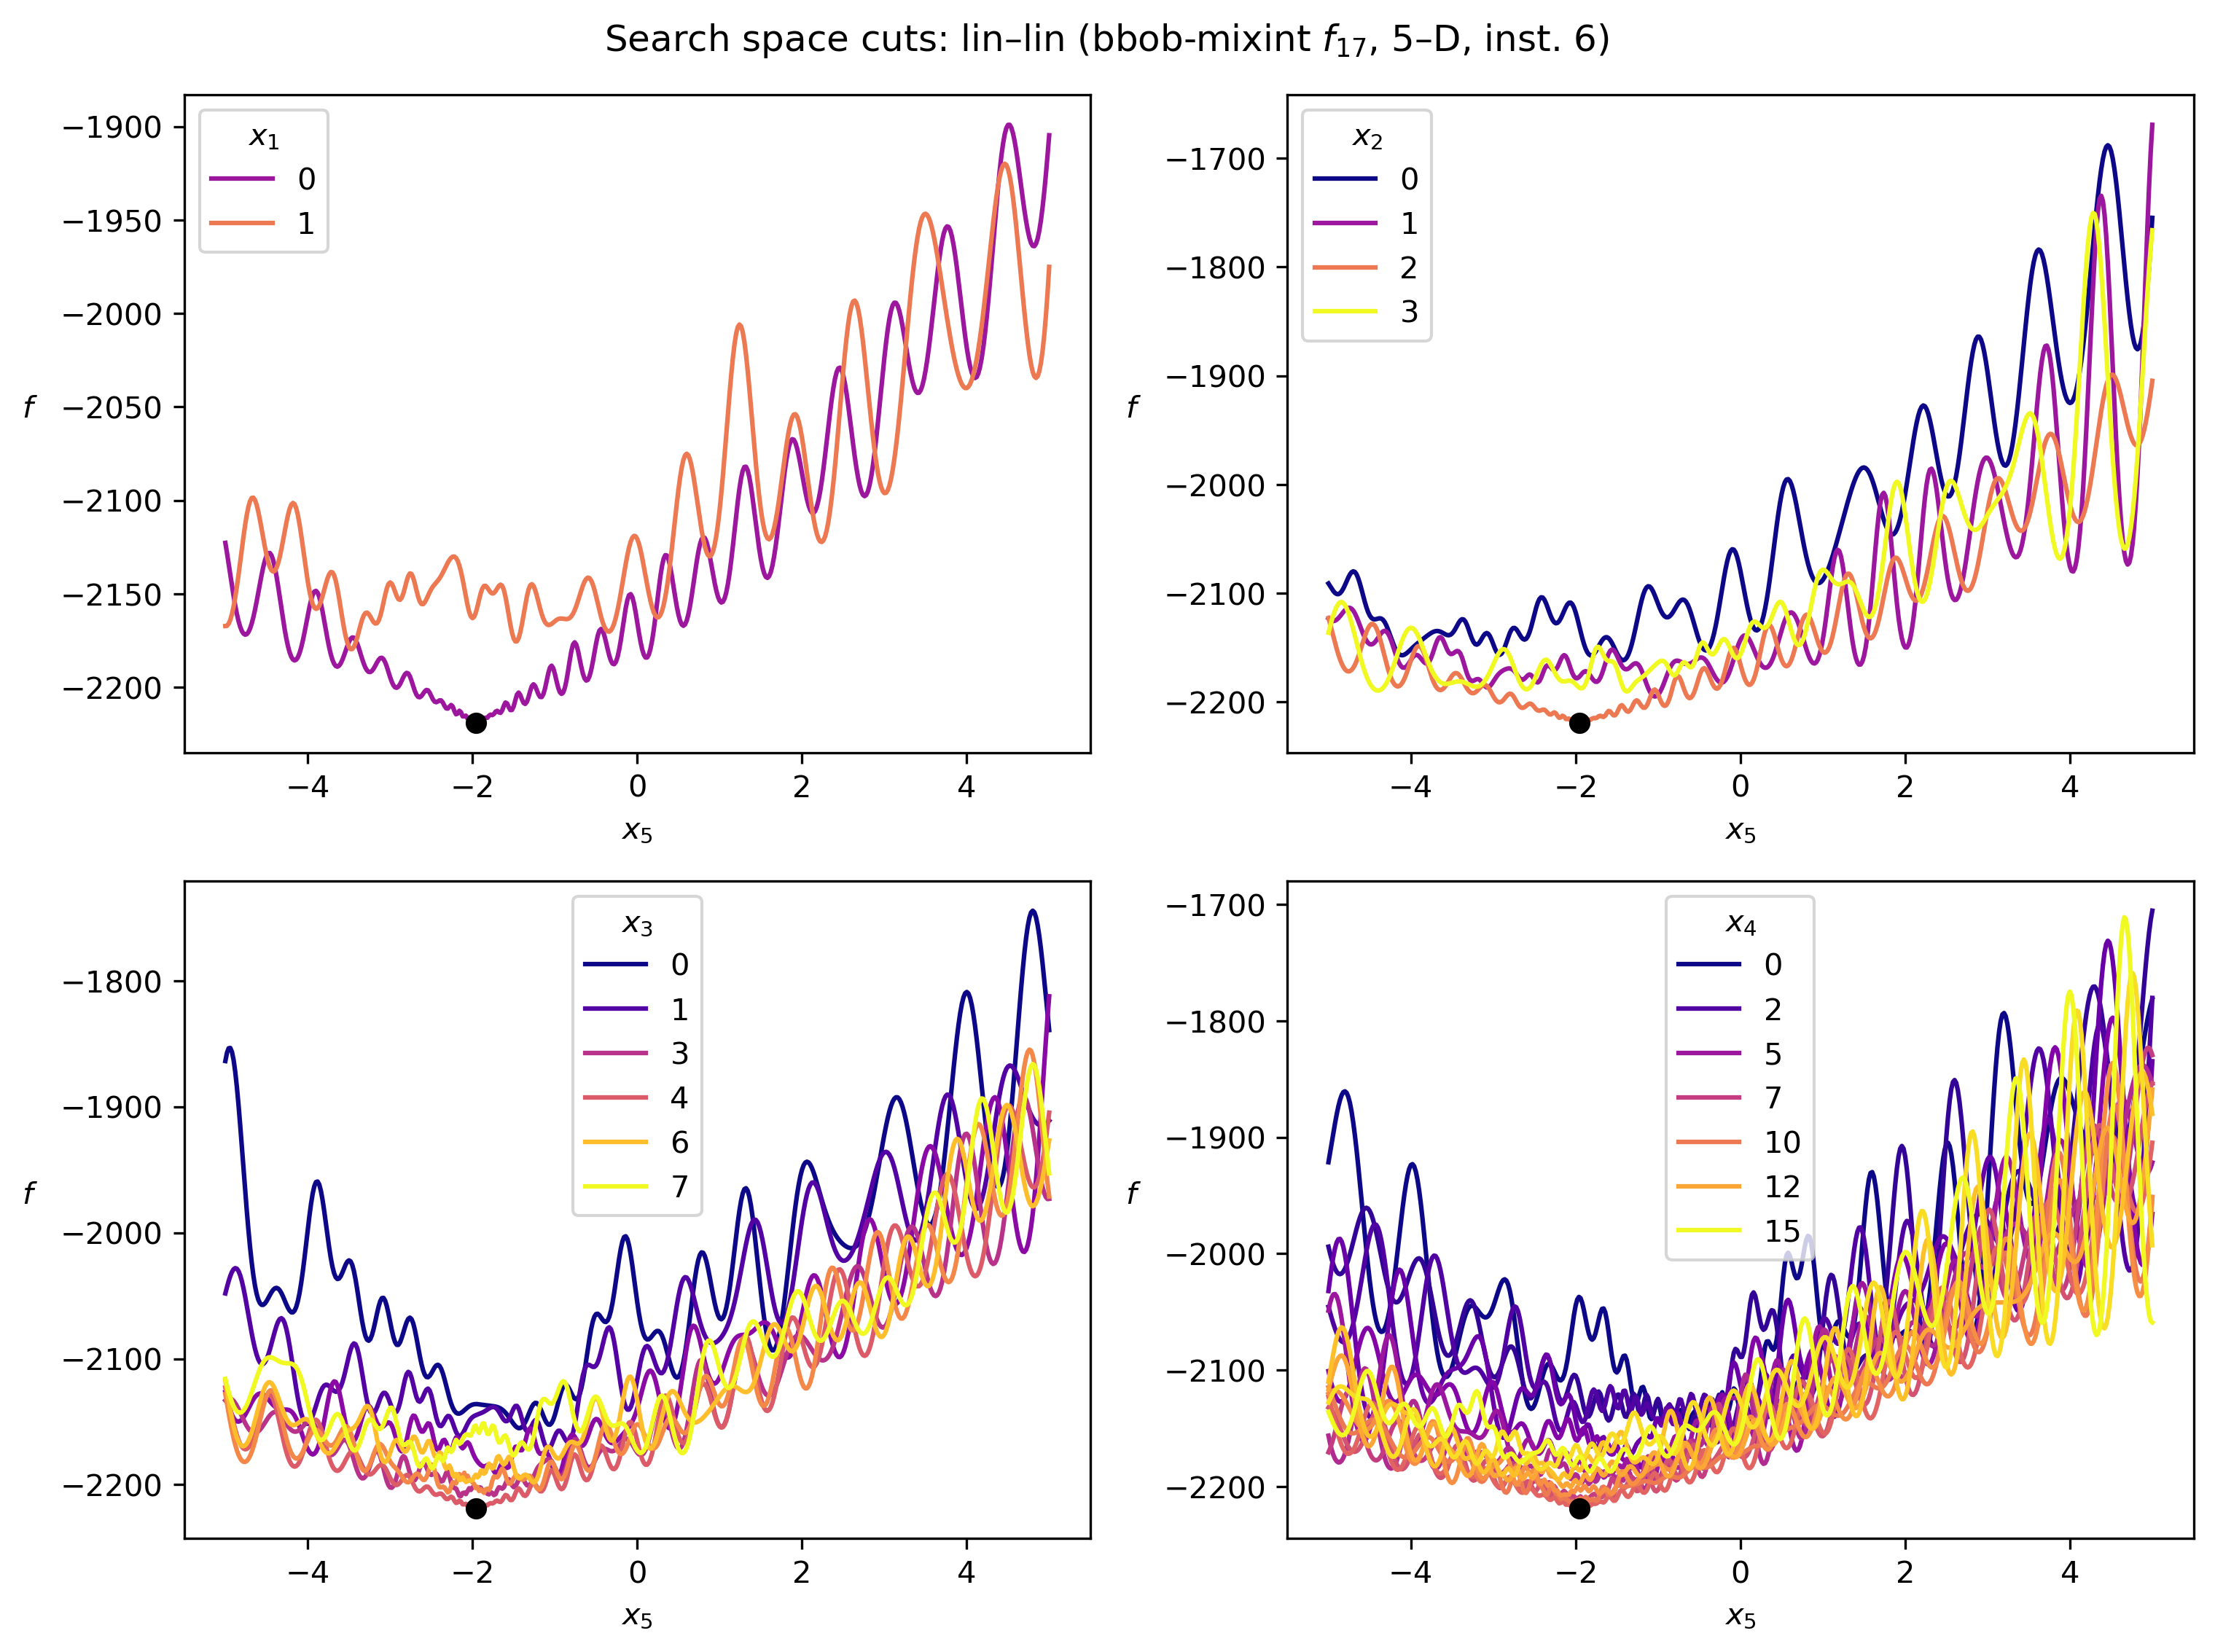 Search space cuts: lin–lin (bbob-mixint f17, 5–D, inst. 6)
x1
0
1
−1900
−1950
−2000
−2050
−2100
−2150
−2200
f
−4 −2 0 2 4
x5
x2
0
1
2
3
−1700
−1800
−1900
−2000
−2100
−2200
f
−4 −2 0 2 4
x5
x3
0
1
3
4
6
7
−1800
−1900
−2000
−2100
−2200
f
−4 −2 0 2 4
x5
x4
0
2
5
7
10
12
15
−1700
−1800
−1900
−2000
−2100
−2200
f
−4 −2 0 2 4
x5